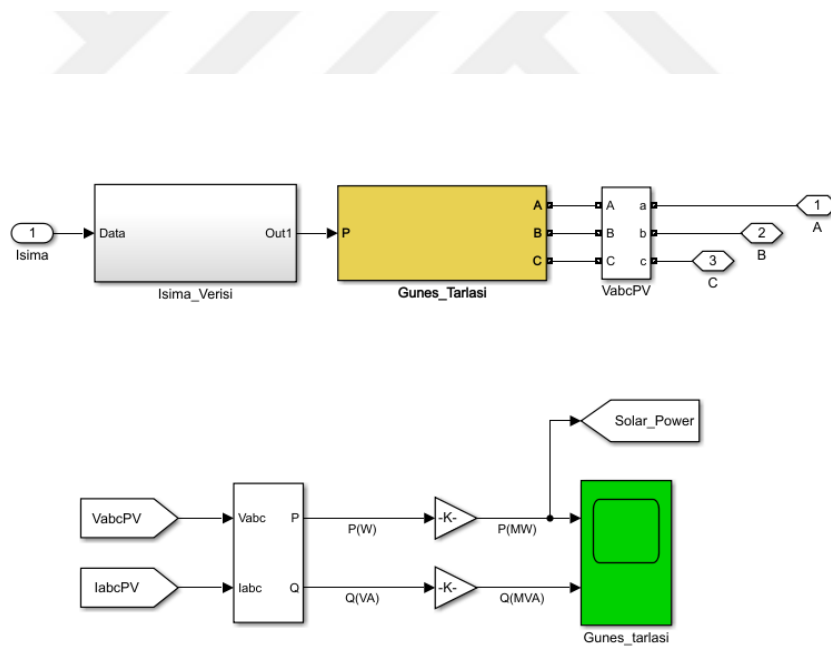 1
Isima
Data
Out1
Isima_Verisi
P
A
B
C
Gunes_Tarlasi
A
B
C
a
b
c
VabcPV
1
A
2
B
3
C
Solar_Power
VabcPV
IabcPV
Vabc
Iabc
P
Q
P(W)
Q(VA)
-K-
-K-
P(MW)
Q(MVA)
Gunes_tarlasi